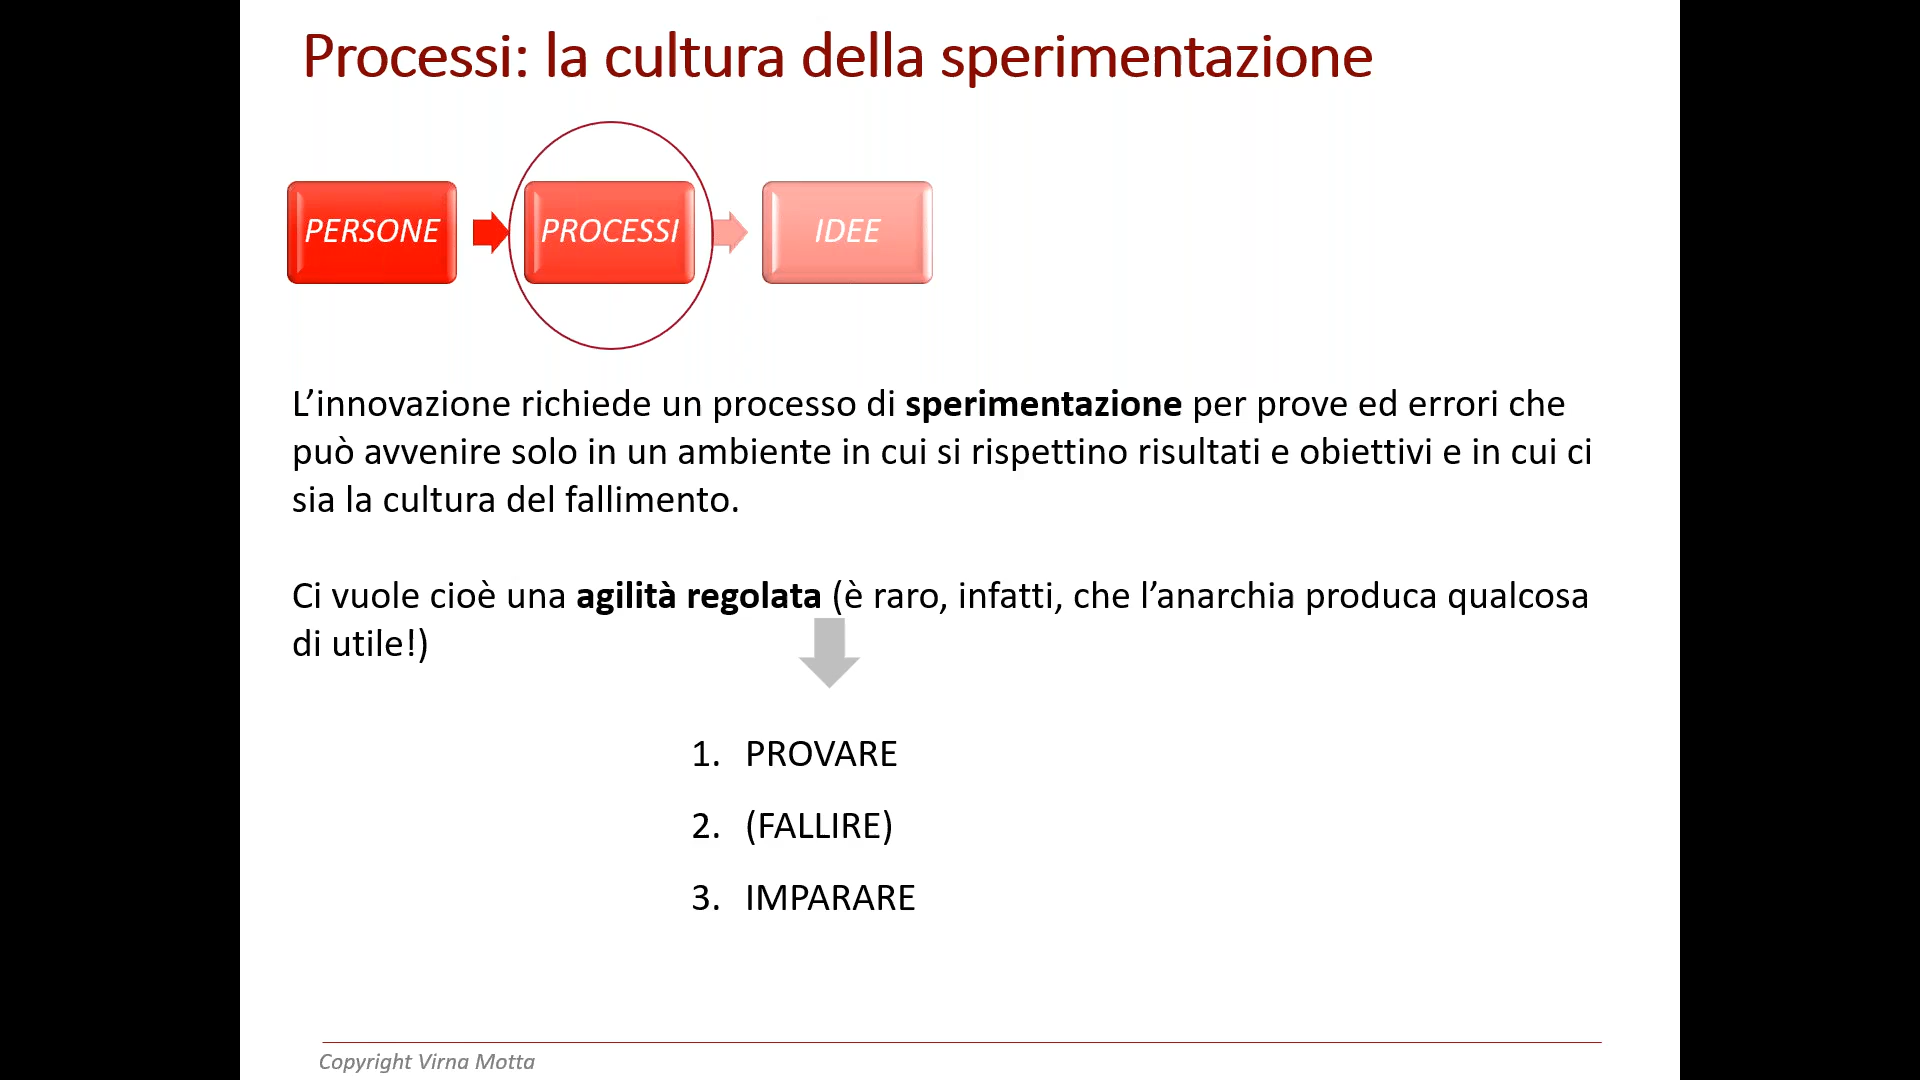 Processi: la cultura della sperimentazione
PERSONE
PROCESSI
IDEE
L’innovazione richiede un processo di sperimentazione per prove ed errori che
può avvenire solo in un ambiente in cui si rispettino risultati e obiettivi e in cui ci
sia la cultura del fallimento.
Ci vuole cioè una agilità regolata (è raro, infatti, che l’anarchia produca qualcosa
di utile!)
1. PROVARE
2. (FALLIRE)
3. IMPARARE
Copyright Virna Motta